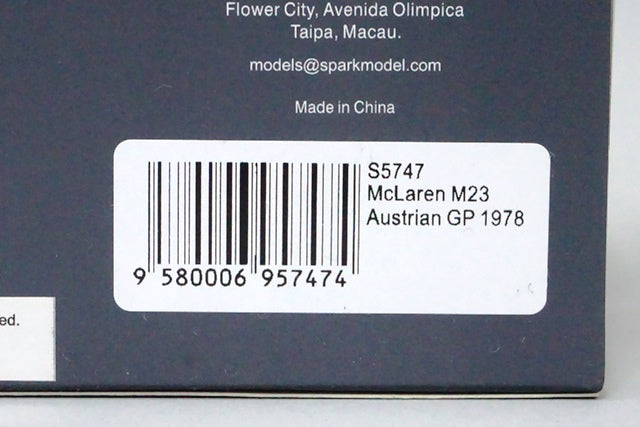 Flower City, Avenida Olimpica
Taipa, Macau.
models@sparkmodel.com
Made in China
S5747
McLaren M23
Austrian GP 1978
9 580006 957474
ed.